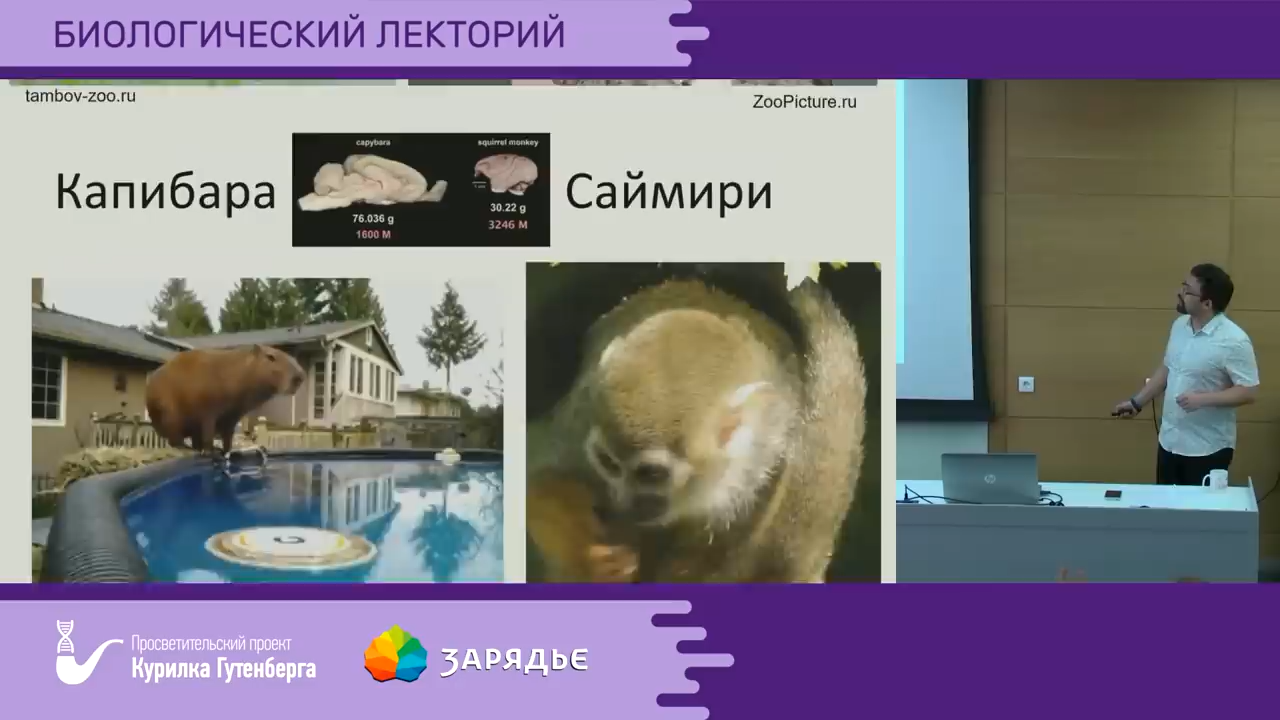 БИОЛОГИЧЕСКИЙ ЛЕКТОРИЙ
tambov-zoo.ru
ZooPicture.ru
Капибара
capybara
76.036 g
1600 M
squirrel monkey
30.22 g
3246 M
Саймири
hp
Просветительский проект
Курилка Гутенберга
ЗАРЯДЬЕ